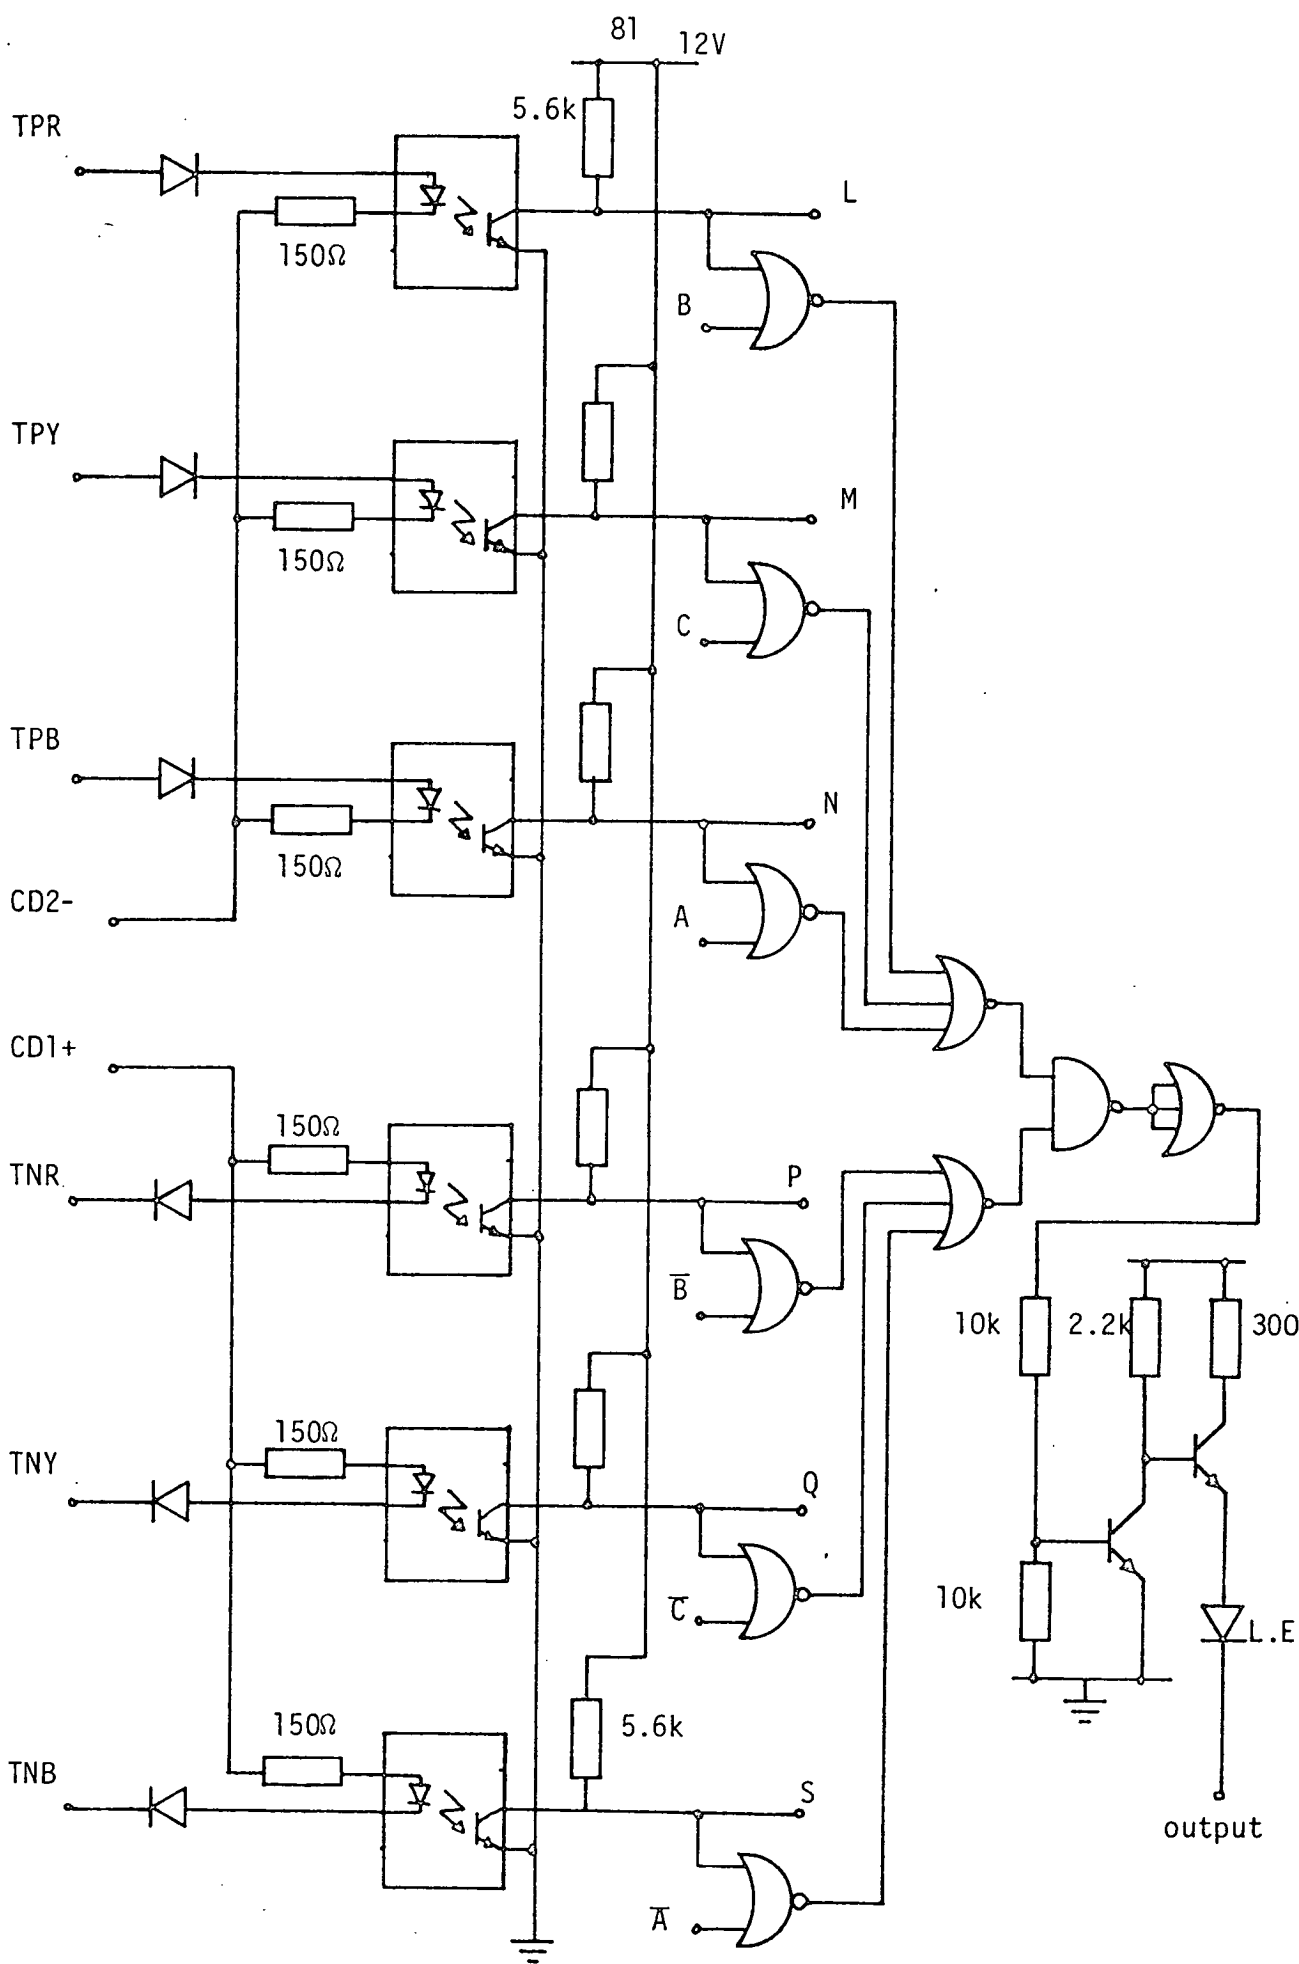 81
12V
5.6k
TPR
L
150Ω
B
TPY
M
150Ω
C
TPB
N
150Ω
A
CD2-
CD1+
150Ω
TNR
P
B̅
10k
2.2k
300
150Ω
TNY
Q
C̅
10k
L.E
150Ω
5.6k
TNB
S
output
A̅